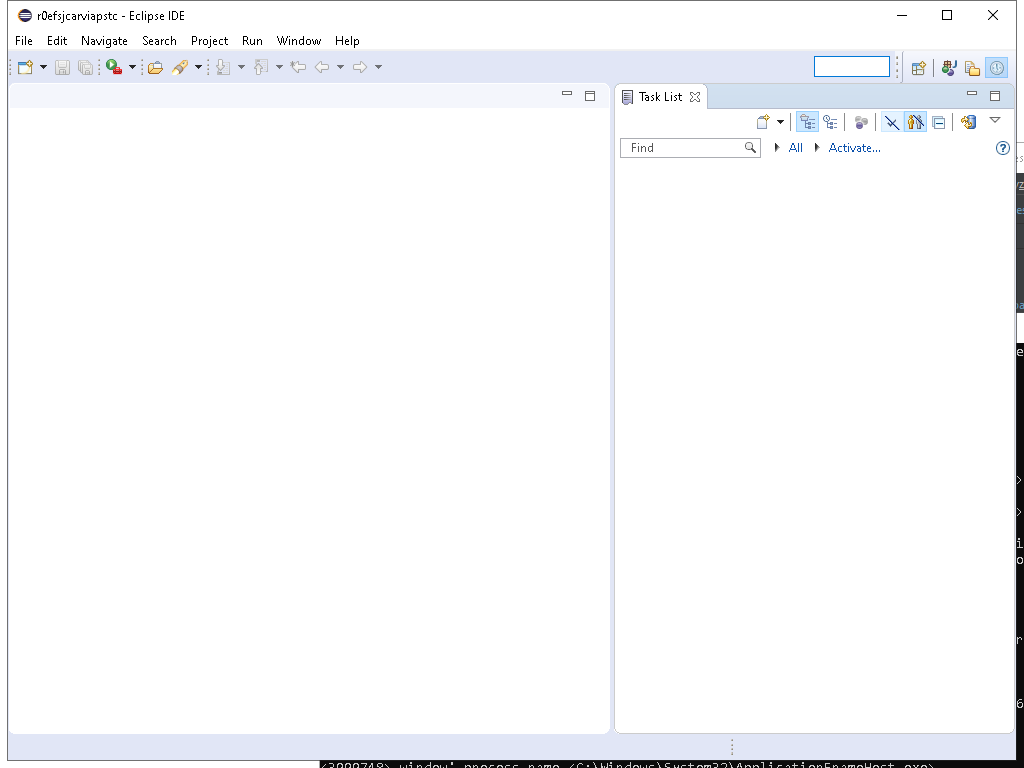 r0efsjcarviapstc - Eclipse IDE
File Edit Navigate Search Project Run Window Help
Task List
Find All Activate...
<3999748> window' process name <C:\Windows\System32\ApplicationFrameHost.exe>